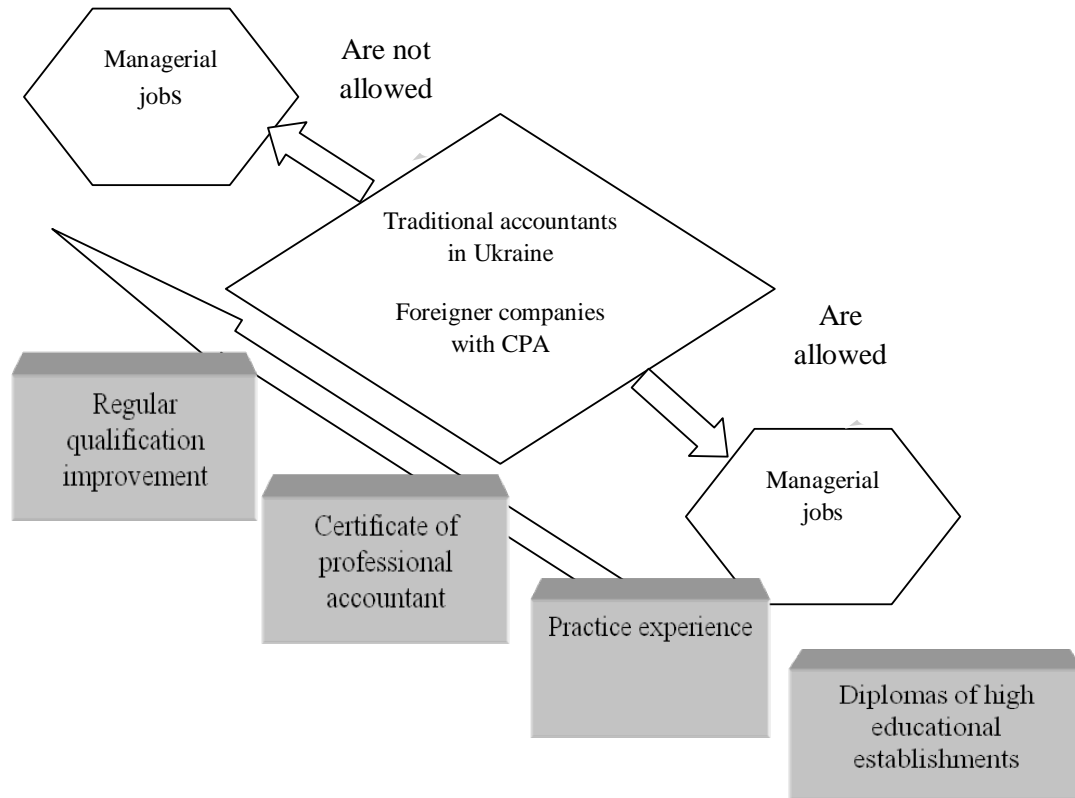 Managerial
jobs
Are not
allowed
Traditional accountants
in Ukraine
Foreigner companies
with CPA
Are
allowed
Regular
qualification
improvement
Managerial
jobs
Certificate of
professional
accountant
Practice experience
Diplomas of high
educational
establishments